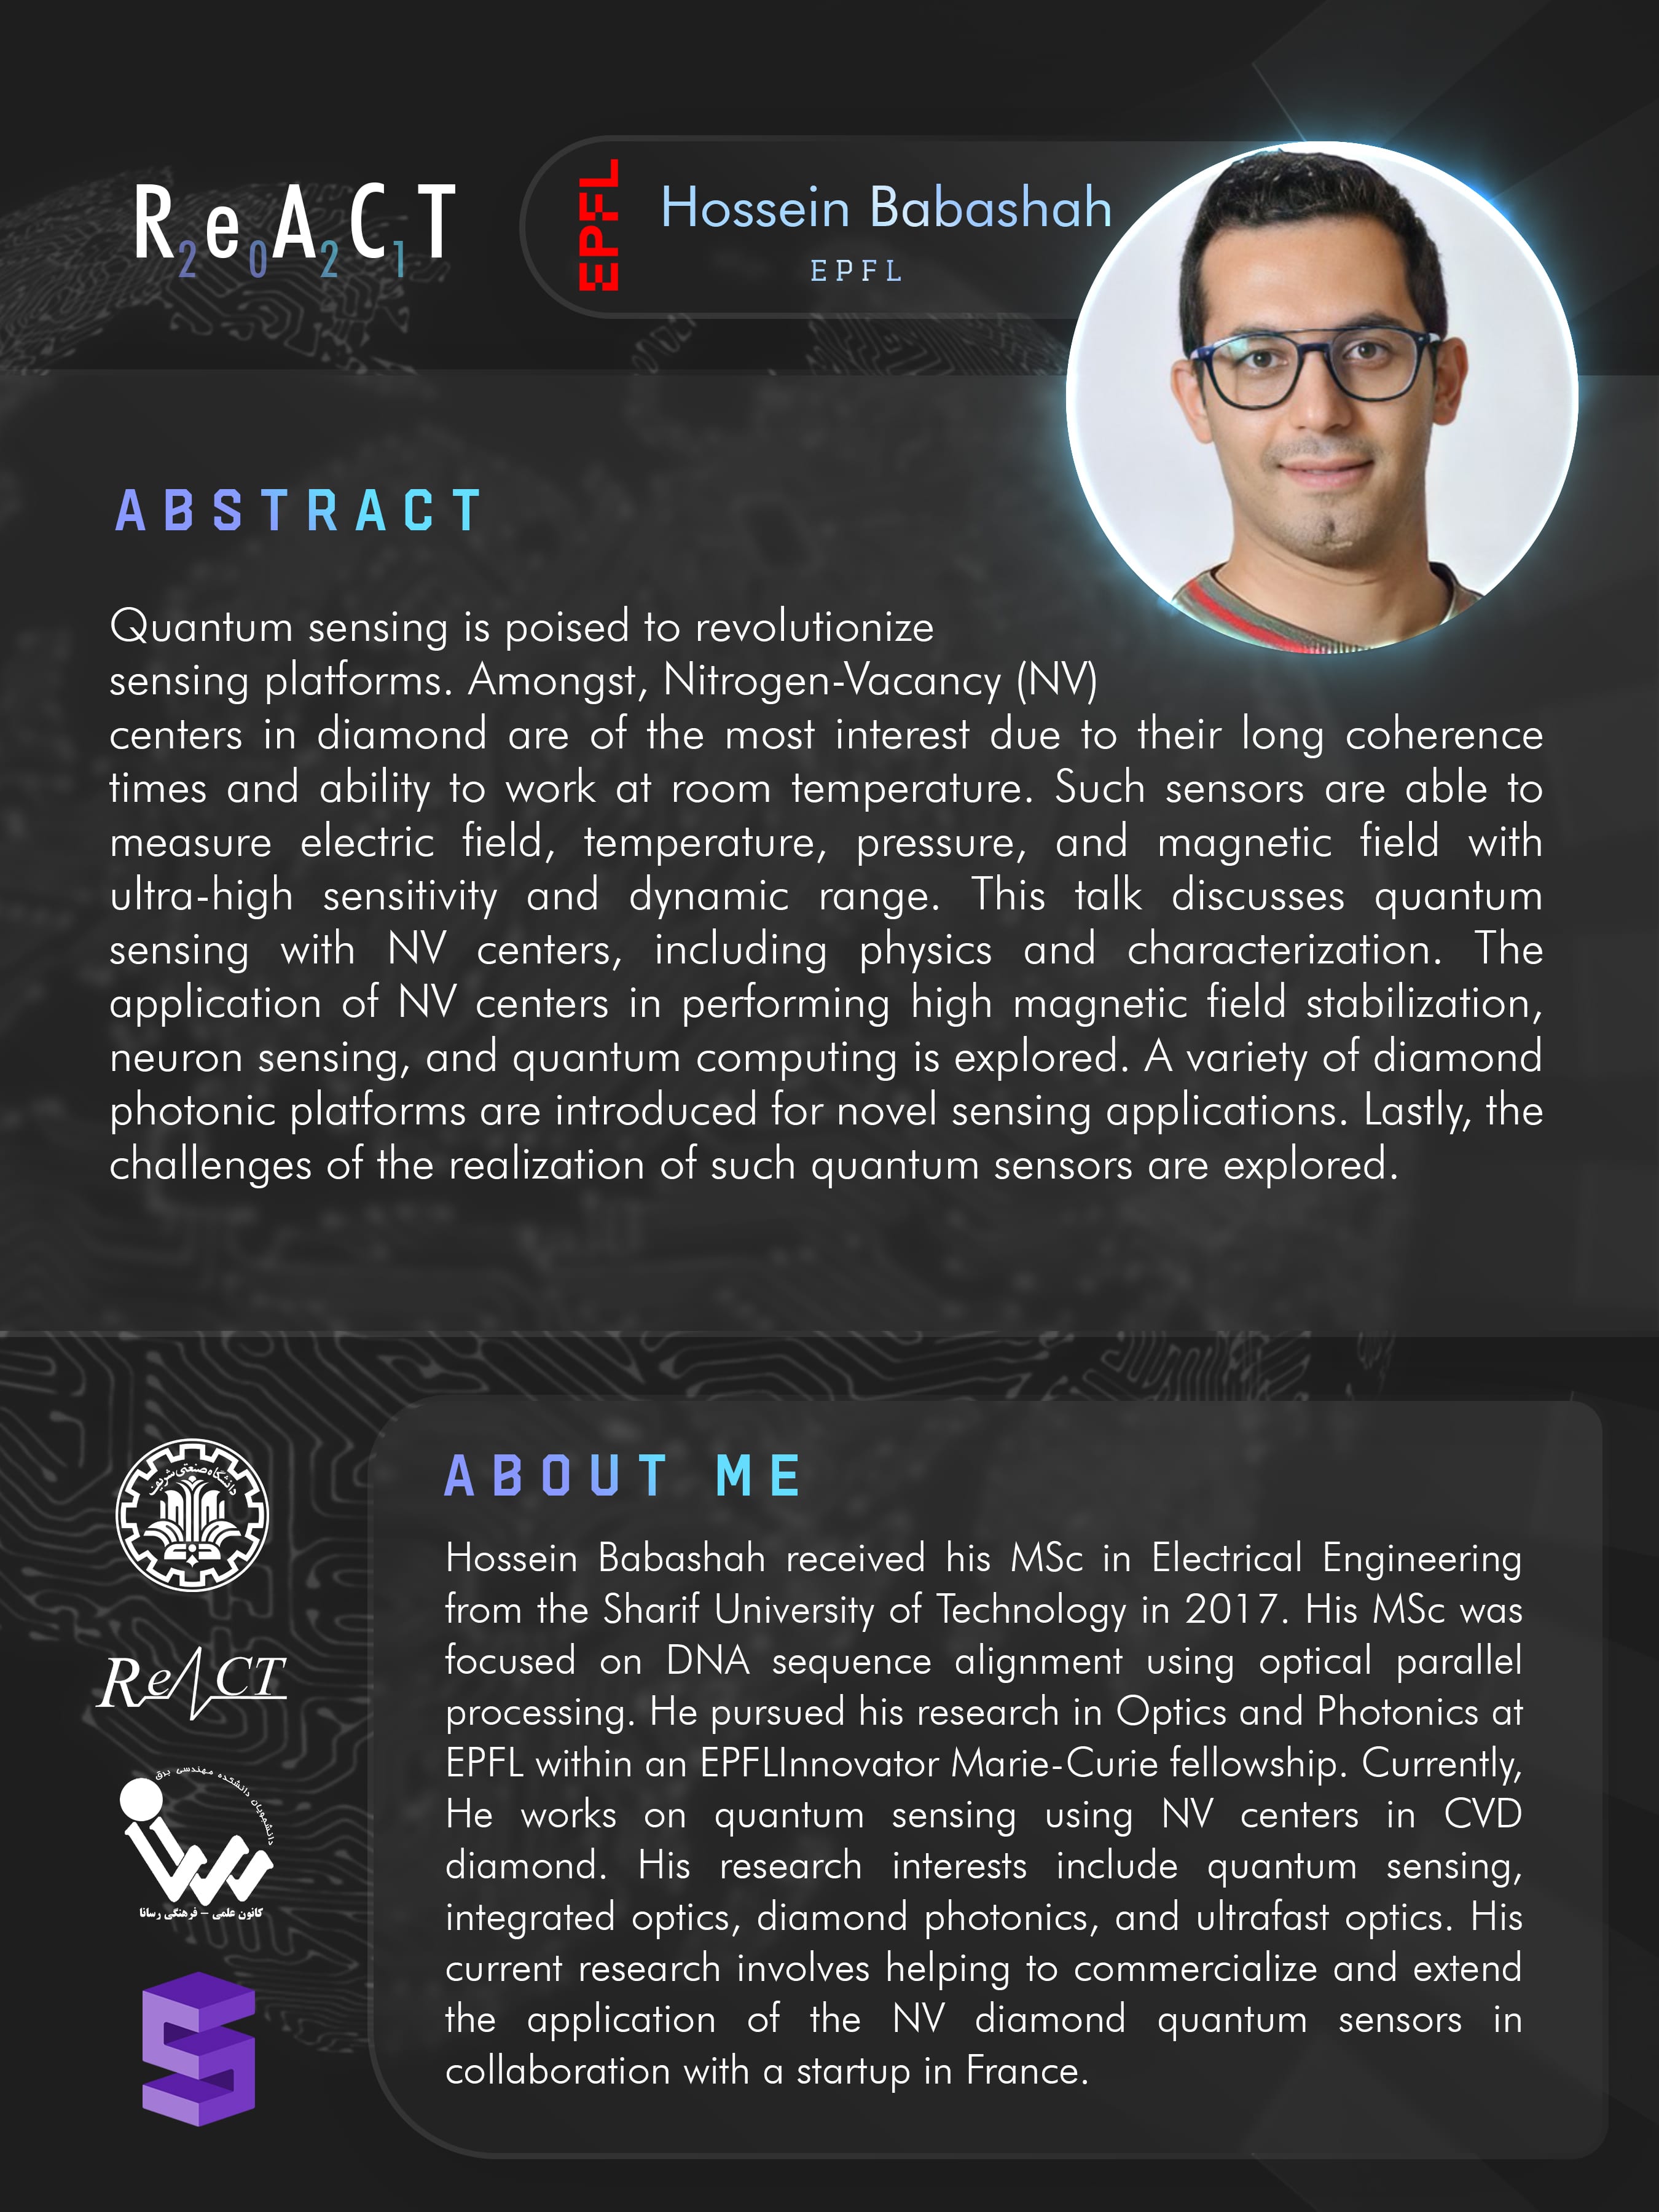 ReACT
2021
EPFL
Hossein Babashah
EPFL
ABSTRACT
Quantum sensing is poised to revolutionize
sensing platforms. Amongst, Nitrogen-Vacancy (NV)
centers in diamond are of the most interest due to their long coherence
times and ability to work at room temperature. Such sensors are able to
measure electric field, temperature, pressure, and magnetic field with
ultra-high sensitivity and dynamic range. This talk discusses quantum
sensing with NV centers, including physics and characterization. The
application of NV centers in performing high magnetic field stabilization,
neuron sensing, and quantum computing is explored. A variety of diamond
photonic platforms are introduced for novel sensing applications. Lastly, the
challenges of the realization of such quantum sensors are explored.
دانشگاه صنعتی شریف
ReACT
دانشجویان دانشکده مهندسی برق
رسانا
کانون علمی - فرهنگی رسانا
ABOUT ME
Hossein Babashah received his MSc in Electrical Engineering
from the Sharif University of Technology in 2017. His MSc was
focused on DNA sequence alignment using optical parallel
processing. He pursued his research in Optics and Photonics at
EPFL within an EPFLInnovator Marie-Curie fellowship. Currently,
He works on quantum sensing using NV centers in CVD
diamond. His research interests include quantum sensing,
integrated optics, diamond photonics, and ultrafast optics. His
current research involves helping to commercialize and extend
the application of the NV diamond quantum sensors in
collaboration with a startup in France.